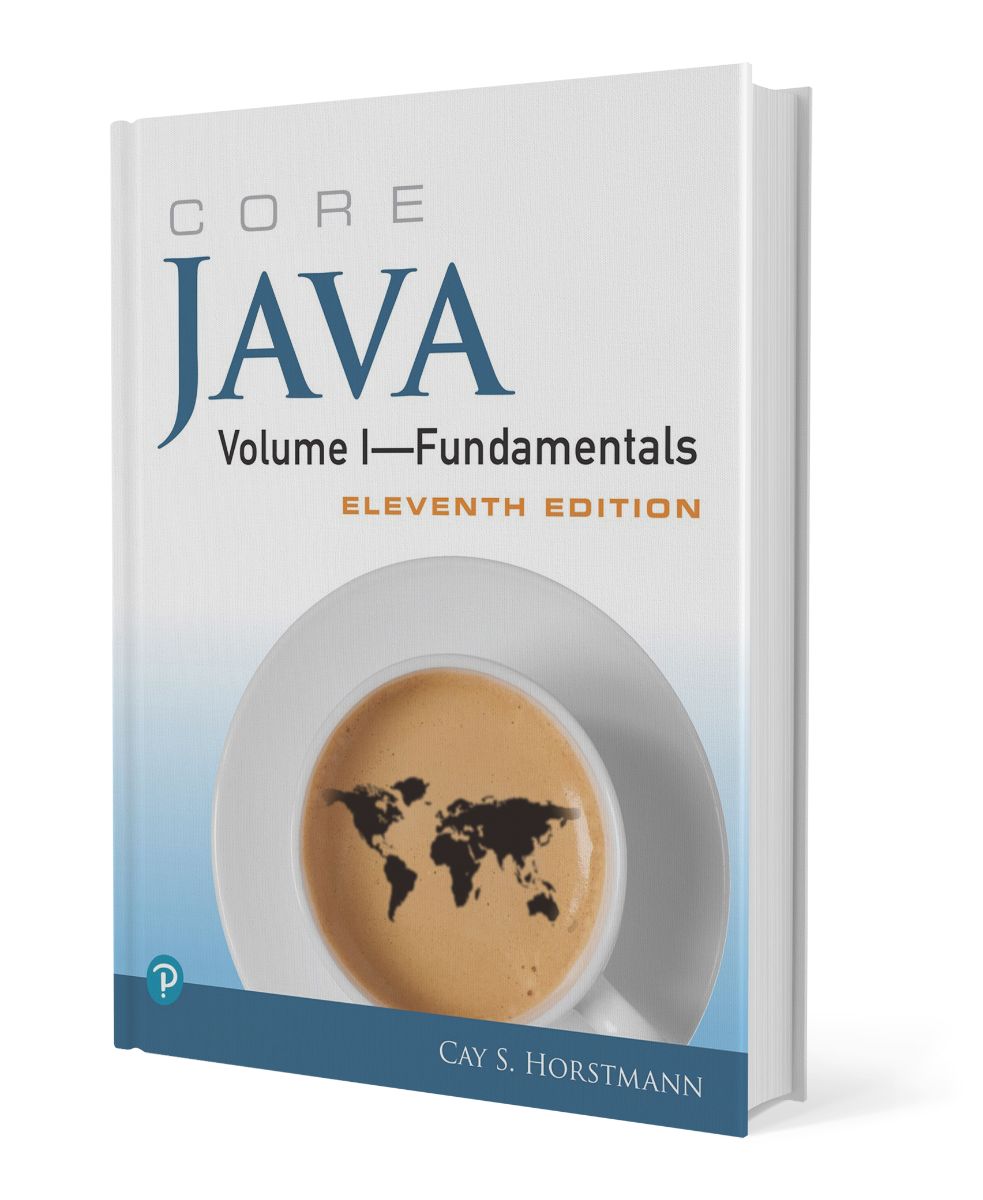 CORE
JAVA
Volume I—Fundamentals
ELEVENTH EDITION
CAY S. HORSTMANN